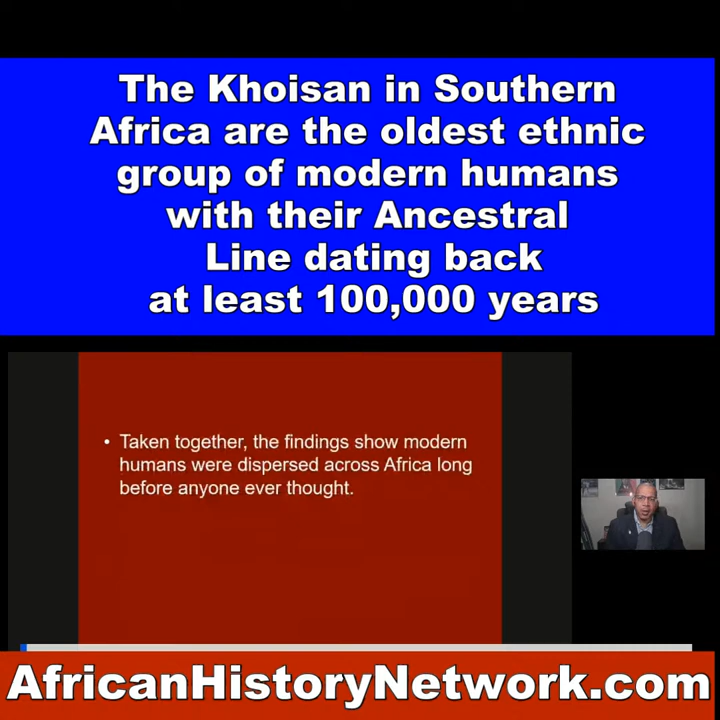 The Khoisan in Southern
Africa are the oldest ethnic
group of modern humans
with their Ancestral
Line dating back
at least 100,000 years
• Taken together, the findings show modern
humans were dispersed across Africa long
before anyone ever thought.
AfricanHistoryNetwork.com